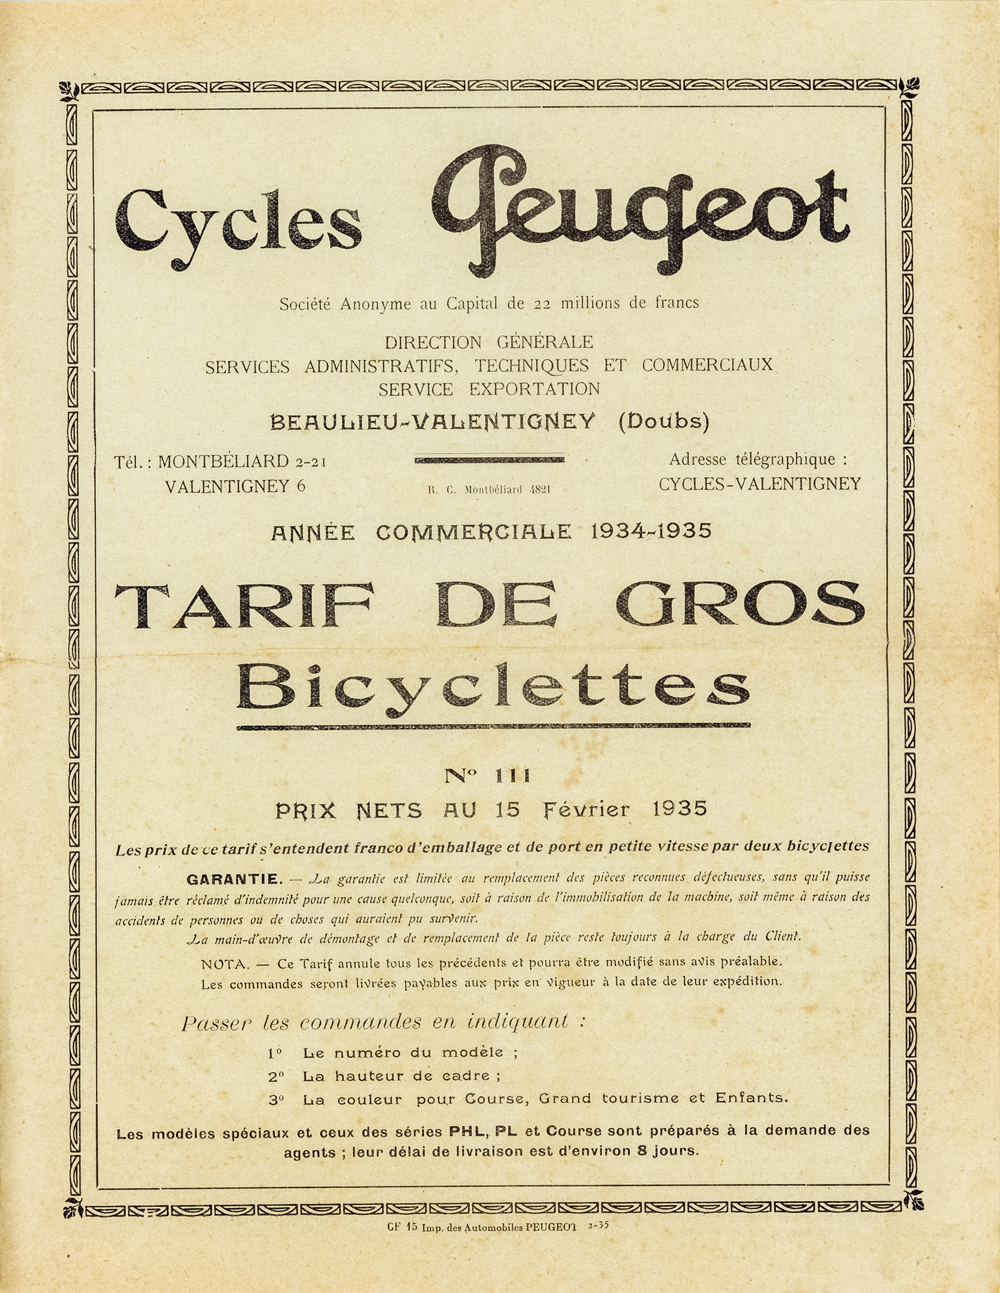 Cycles Peugeot
Société Anonyme au Capital de 22 millions de francs
DIRECTION GÉNÉRALE
SERVICES ADMINISTRATIFS, TECHNIQUES ET COMMERCIAUX
SERVICE EXPORTATION
BEAULIEU-VALENTIGNEY (Doubs)
Tél. : MONTBÉLIARD 2-21
VALENTIGNEY 6
R. C. Montbéliard 4821
Adresse télégraphique :
CYCLES-VALENTIGNEY
ANNÉE COMMERCIALE 1934-1935
TARIF DE GROS
Bicyclettes
Nº 111
PRIX NETS AU 15 Février 1935
Les prix de ce tarif s'entendent franco d'emballage et de port en petite vitesse par deux bicyclettes
GARANTIE. — La garantie est limitée au remplacement des pièces reconnues défectueuses, sans qu'il puisse
jamais être réclamé d'indemnité pour une cause quelconque, soit à raison de l'immobilisation de la machine, soit même à raison des
accidents de personnes ou de choses qui auraient pu survenir.
La main-d'œuvre de démontage et de remplacement de la pièce reste toujours à la charge du Client.
NOTA. — Ce Tarif annule tous les précédents et pourra être modifié sans avis préalable.
Les commandes seront livrées payables aux prix en vigueur à la date de leur expédition.
Passer les commandes en indiquant :
1º Le numéro du modèle ;
2º La hauteur de cadre ;
3º La couleur pour Course, Grand tourisme et Enfants.
Les modèles spéciaux et ceux des séries PHL, PL et Course sont préparés à la demande des
agents ; leur délai de livraison est d'environ 8 jours.
CF 15 Imp. des Automobiles PEUGEOT 2-35